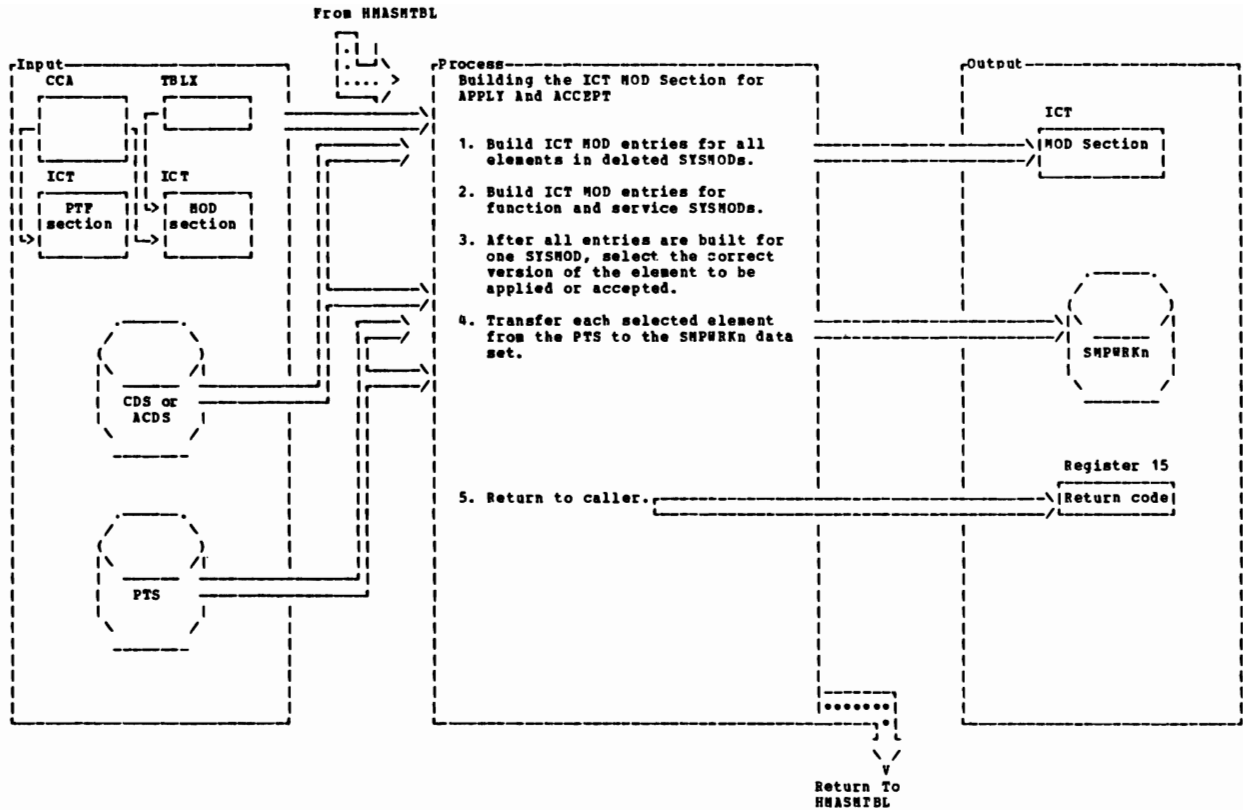 From HMASMTBL
Input
CCA
TBLX
ICT
PTF
section
ICT
MOD
section
CDS or
ACDS
PTS
Process
Building the ICT MOD Section for
APPLY And ACCEPT
1. Build ICT MOD entries for all
elements in deleted SYSMODs.
2. Build ICT MOD entries for
function and service SYSMODs.
3. After all entries are built for
one SYSMOD, select the correct
version of the element to be
applied or accepted.
4. Transfer each selected element
from the PTS to the SMPWRKn data
set.
5. Return to caller.
Output
ICT
MOD Section
SMPWRKn
Register 15
Return code
Return To
HMASMTBL